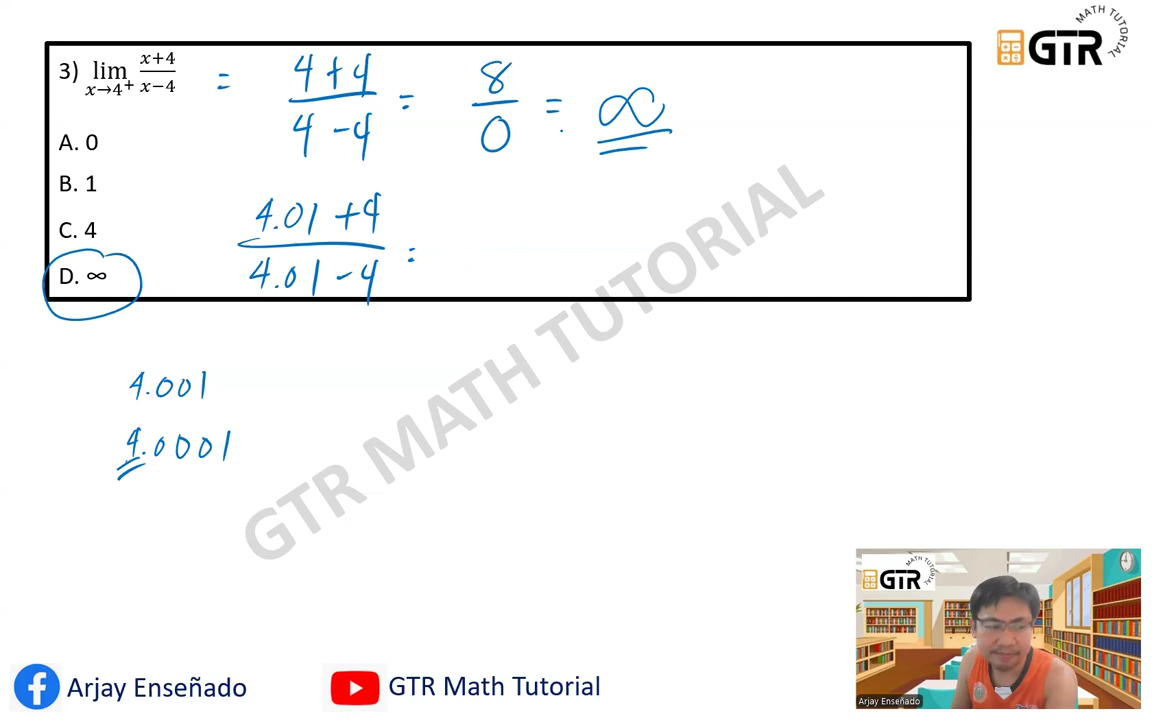 MATH TUTORIAL
GTR
3) lim x→4⁺ x+4/x−4 = 4+4/4-4 = 8/0 = ∞
A. 0
B. 1
C. 4
D. ∞
4.01 +4/4.01 -4 =
4.001
4.0001
GTR MATH TUTORIAL
GTR
MATH TUTORIAL
Arjay Enseñado
Arjay Enseñado
GTR Math Tutorial